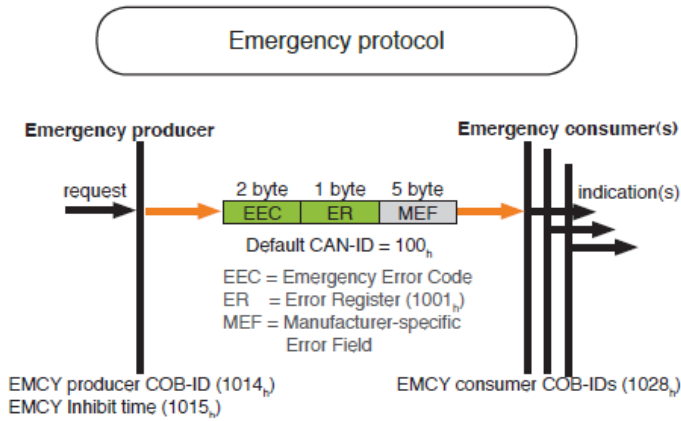 Emergency protocol
Emergency producer
Emergency consumer(s)
request
2 byte 1 byte 5 byte
indication(s)
EEC ER MEF
Default CAN-ID = 100h
EEC = Emergency Error Code
ER = Error Register (1001h)
MEF = Manufacturer-specific
Error Field
EMCY producer COB-ID (1014h)
EMCY consumer COB-IDs (1028h)
EMCY Inhibit time (1015h)